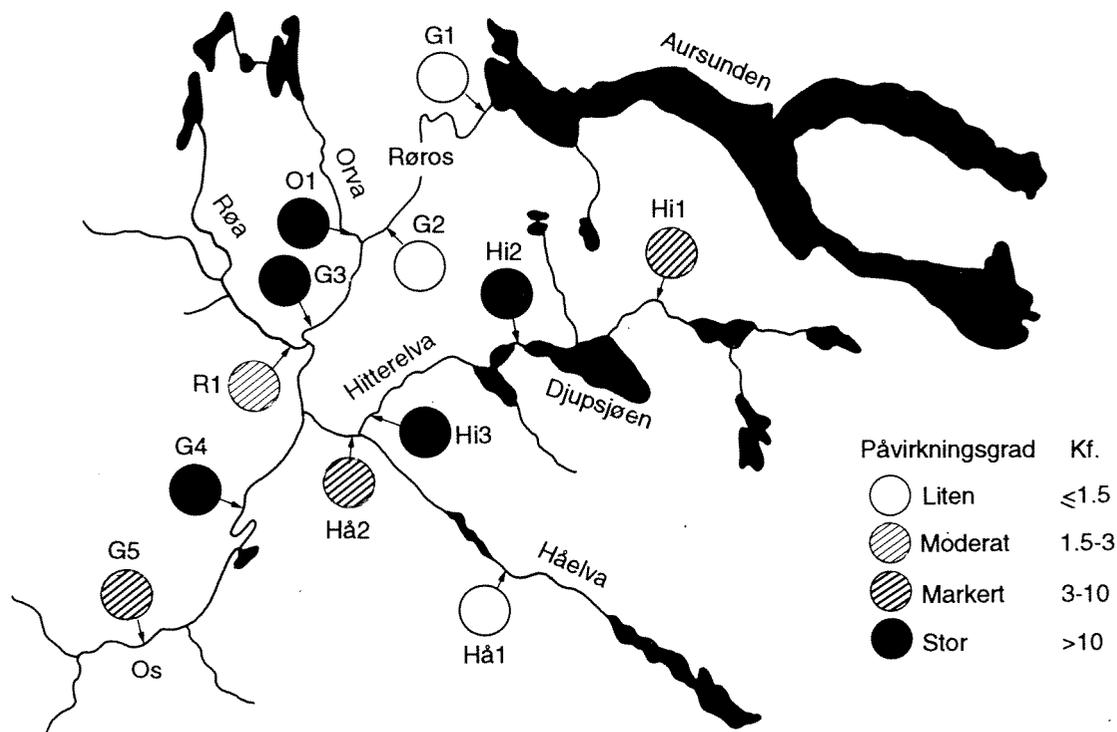 G1
Aursunden
Røros
Orva
O1
Røa
G2
Hi1
Hi2
G3
Hitterelva
R1
Djupsjøen
Hi3
G4
Hå2
G5
Håelva
Hå1
Os
Påvirkningsgrad Kf.
Liten ≤1.5
Moderat 1.5-3
Markert 3-10
Stor >10